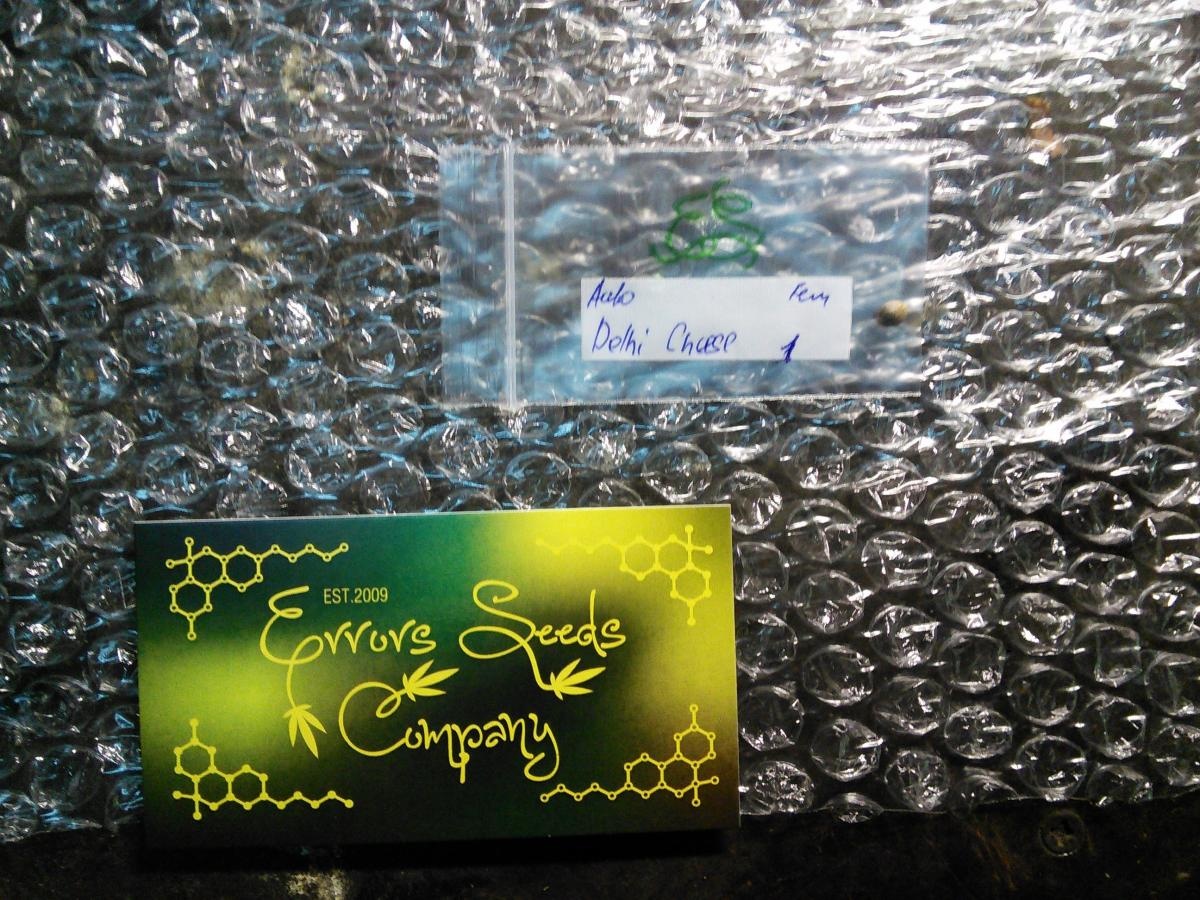 Auto Fem
Delhi Cheese 1
EST.2009
Errors Seeds
Company